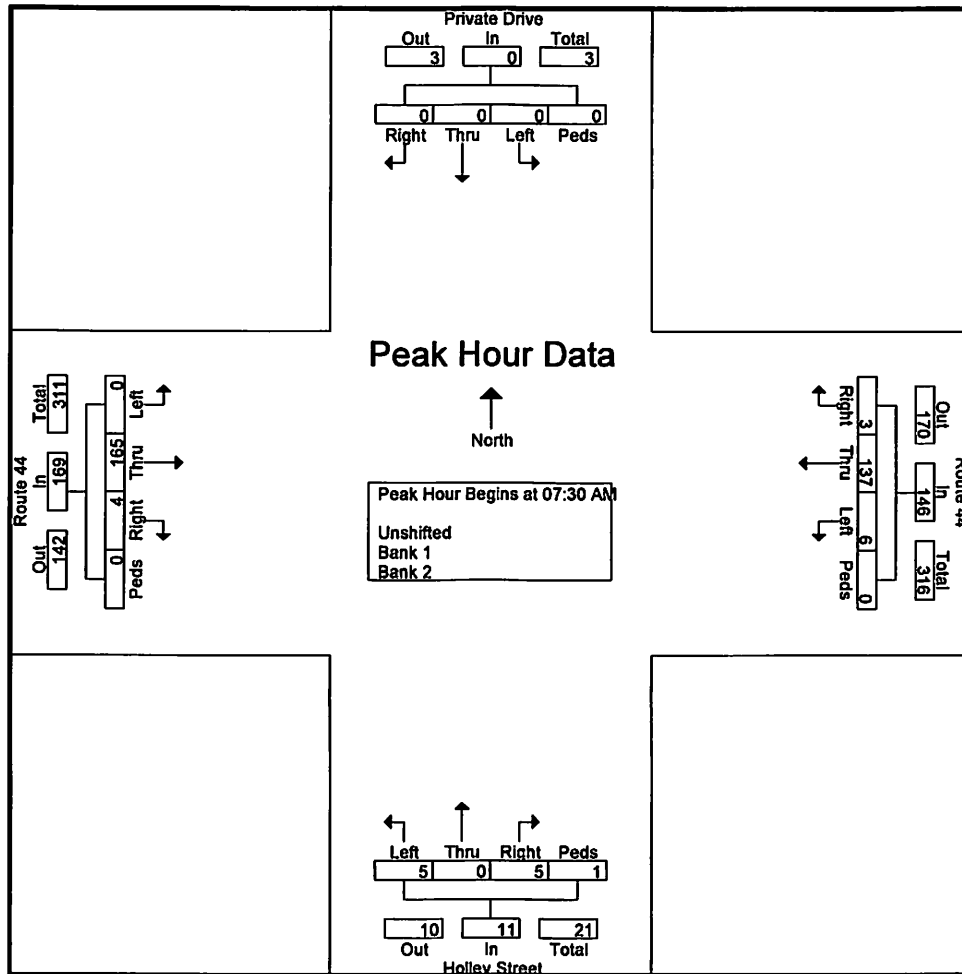 Private Drive
Out In Total
3 0 3
0 0 0 0
Right Thru Left Peds
Peak Hour Data
North
Peak Hour Begins at 07:30 AM
Unshifted
Bank 1
Bank 2
Route 44
Total In Out
311 169 142
0 165 4 0
Left Thru Right Peds
Right Thru Left Peds
3 137 6 0
Out In Total
170 146 316
Route 44
Left Thru Right Peds
5 0 5 1
10 11 21
Out In Total
Holley Street